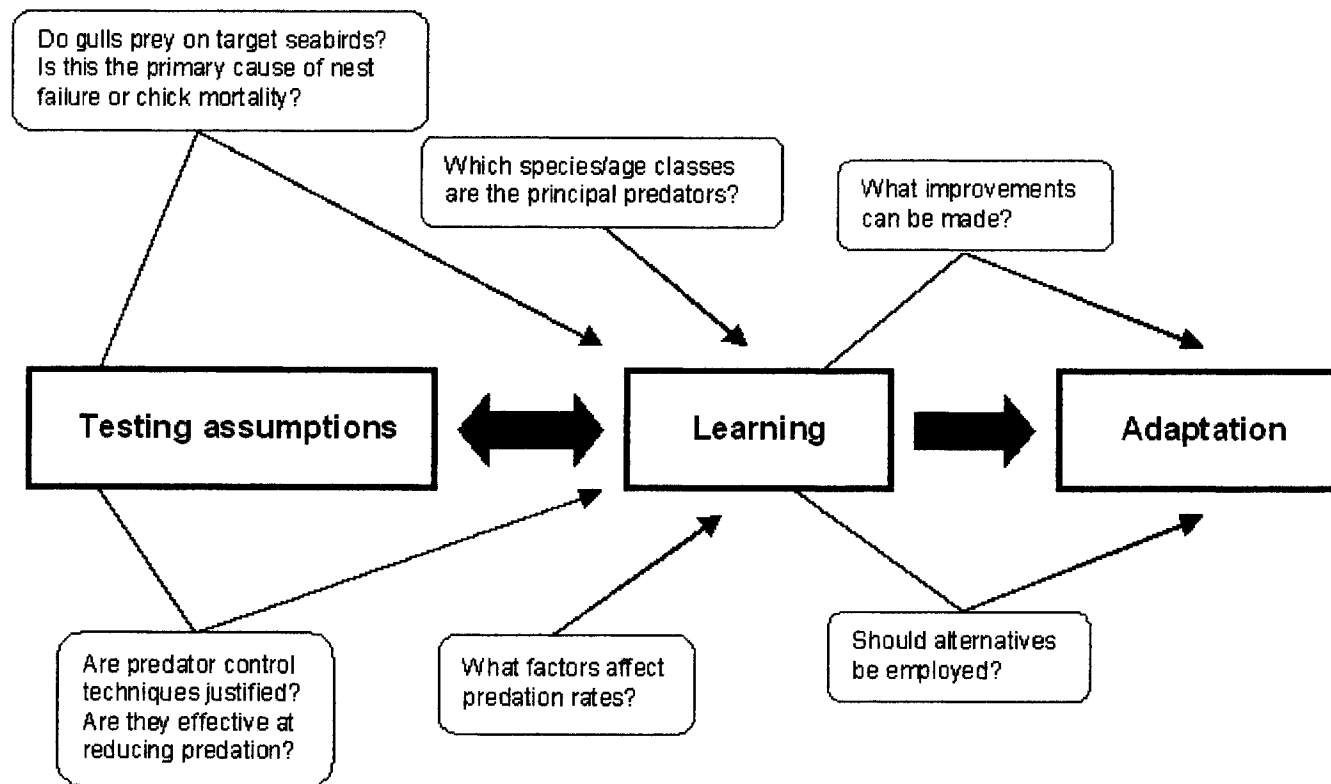 Do gulls prey on target seabirds?
Is this the primary cause of nest
failure or chick mortality?
Which species/age classes
are the principal predators?
What improvements
can be made?
Testing assumptions
Learning
Adaptation
Are predator control
techniques justified?
Are they effective at
reducing predation?
What factors affect
predation rates?
Should alternatives
be employed?